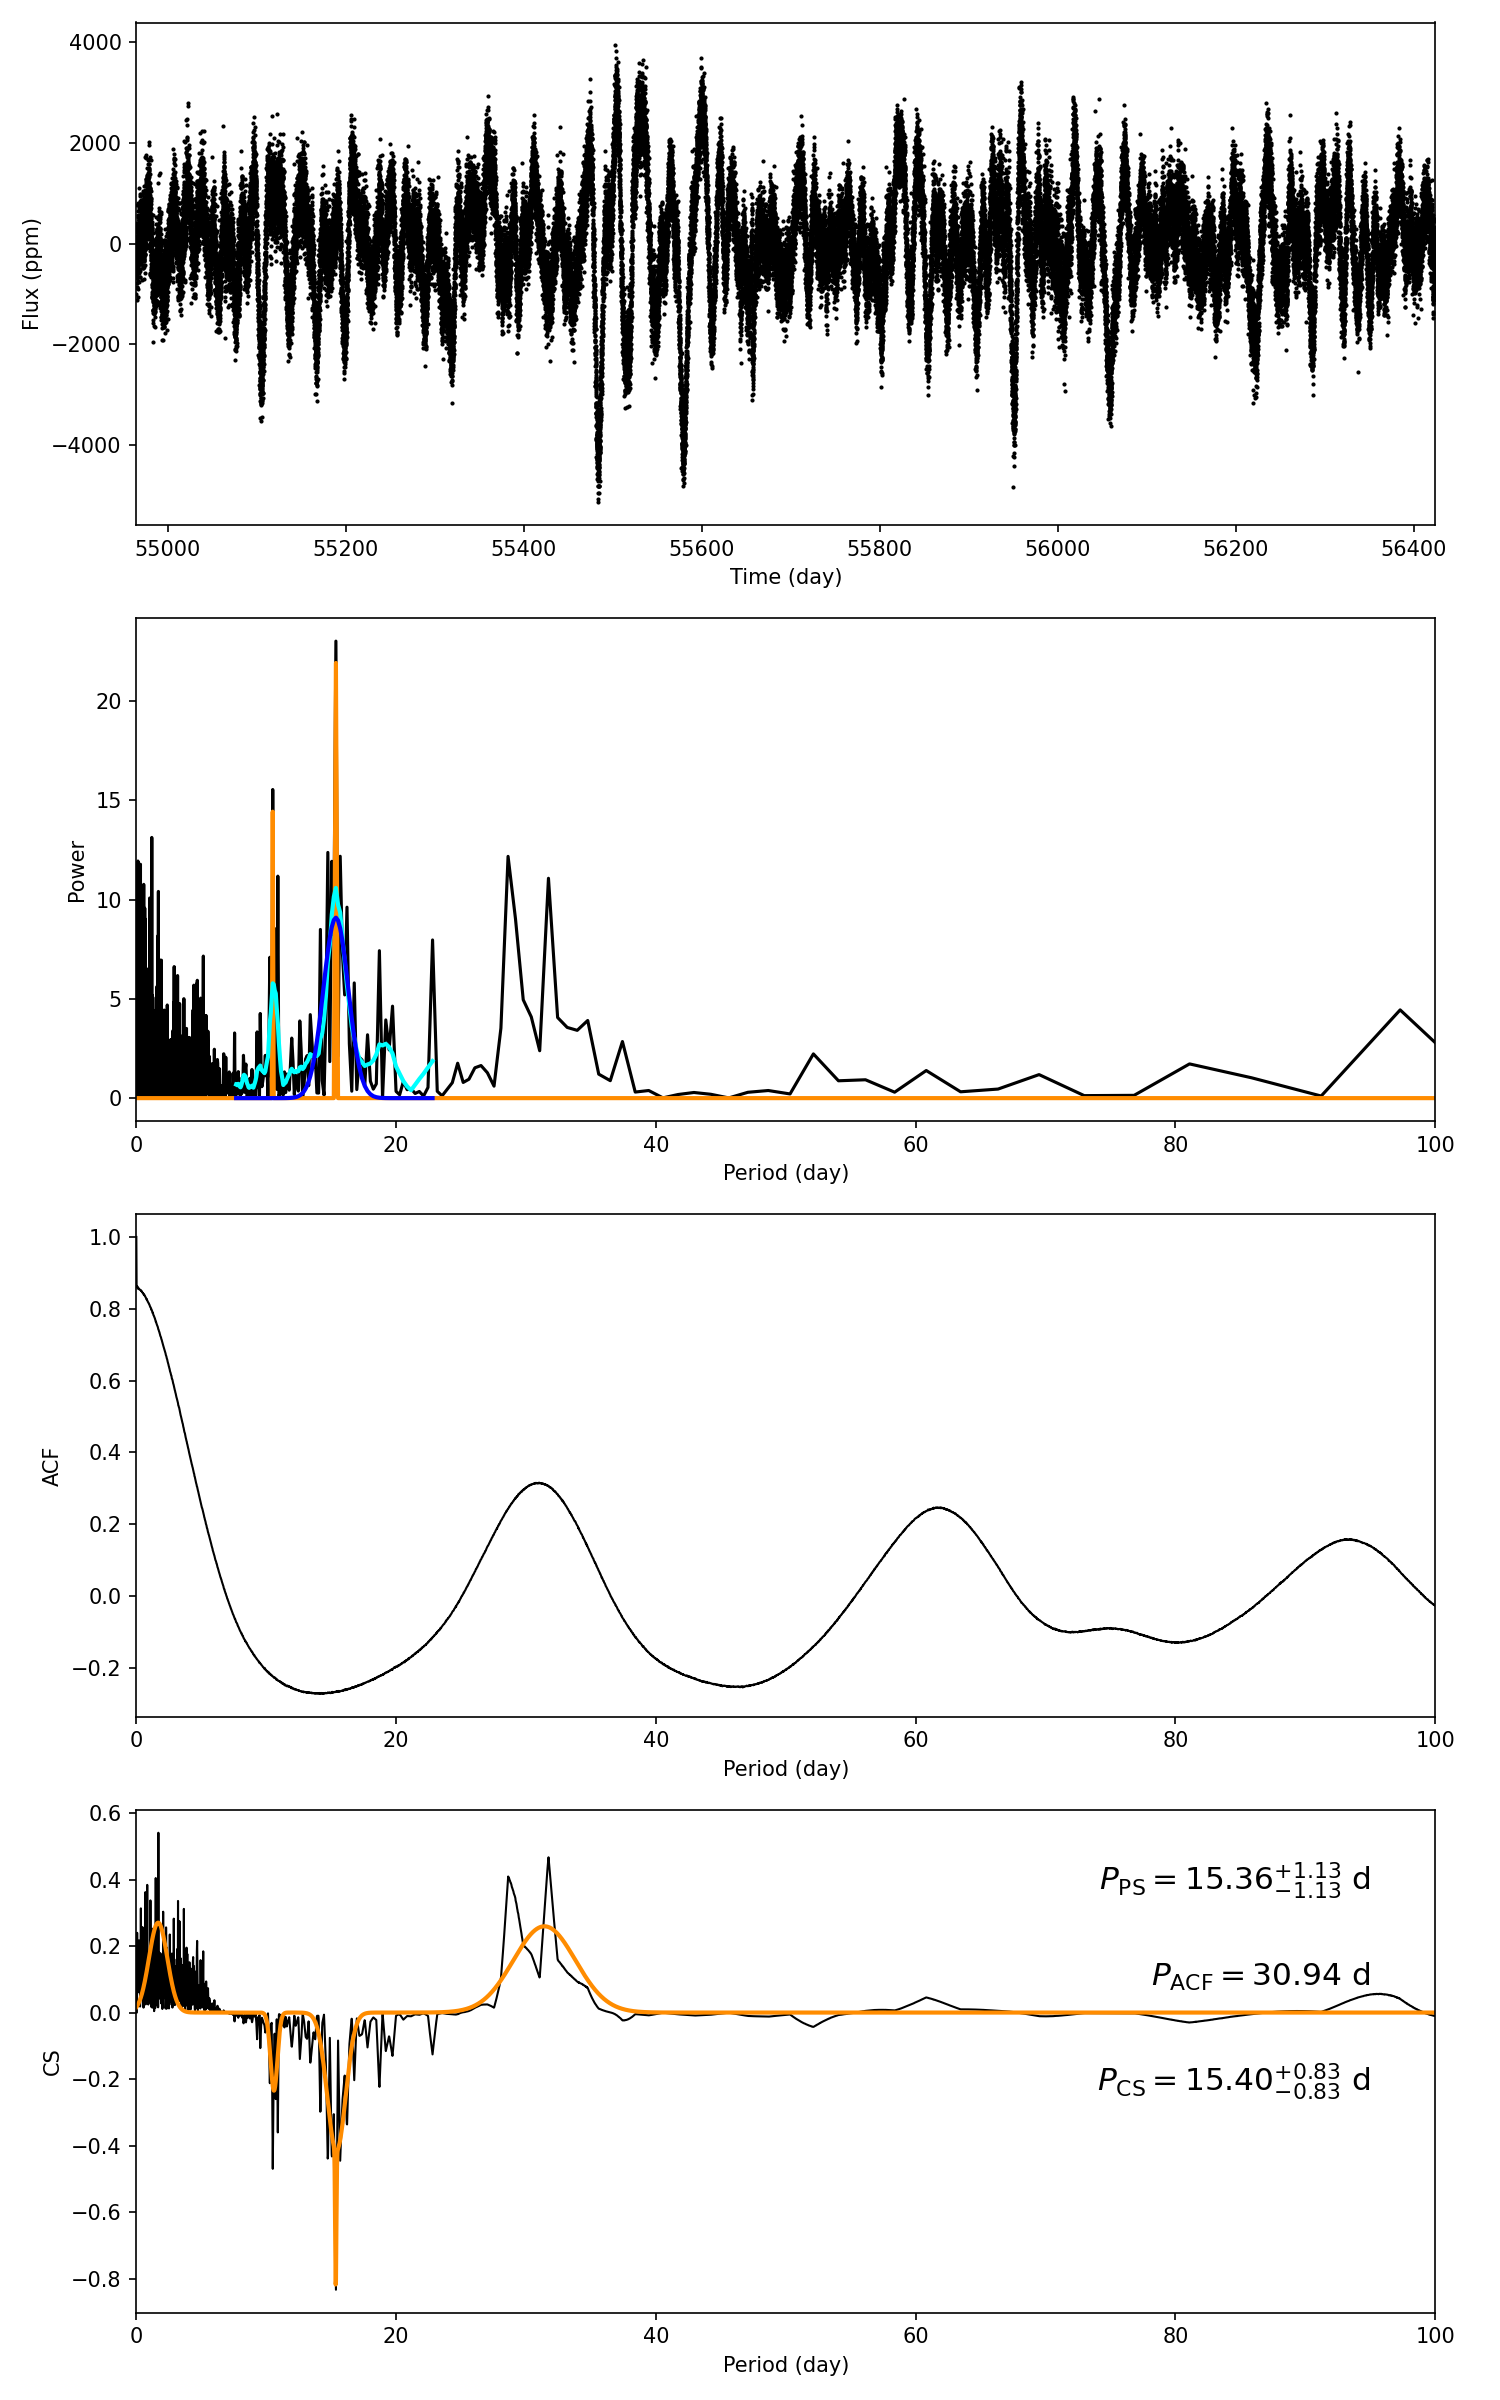 4000
2000
0
−2000
−4000
Flux (ppm)
55000 55200 55400 55600 55800 56000 56200 56400
Time (day)
20
15
10
5
0
Power
0 20 40 60 80 100
Period (day)
1.0
0.8
0.6
0.4
0.2
0.0
−0.2
ACF
0 20 40 60 80 100
Period (day)
0.6
0.4
0.2
0.0
−0.2
−0.4
−0.6
−0.8
CS
P_PS = 15.36^{+1.13}_{−1.13} d
P_ACF = 30.94 d
P_CS = 15.40^{+0.83}_{−0.83} d
0 20 40 60 80 100
Period (day)